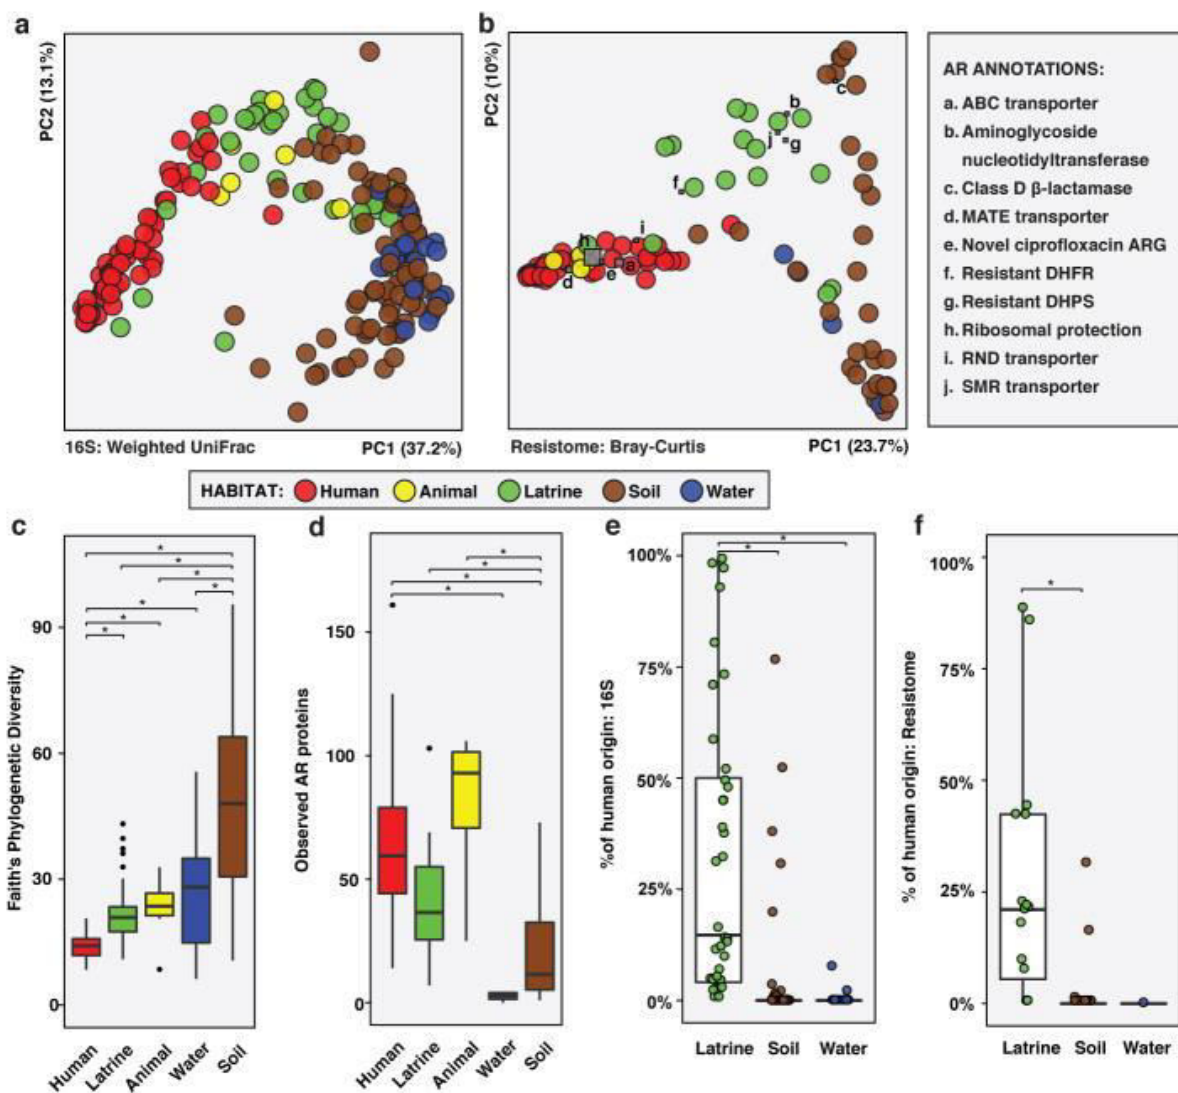 a
PC2 (13.1%)
16S: Weighted UniFrac
PC1 (37.2%)
b
PC2 (10%)
c
b
j
g
f
i
h
a
e
d
Resistome: Bray-Curtis
PC1 (23.7%)
AR ANNOTATIONS:
a. ABC transporter
b. Aminoglycoside
nucleotidyltransferase
c. Class D β-lactamase
d. MATE transporter
e. Novel ciprofloxacin ARG
f. Resistant DHFR
g. Resistant DHPS
h. Ribosomal protection
i. RND transporter
j. SMR transporter
HABITAT: Human Animal Latrine Soil Water
c
Faith's Phylogenetic Diversity
90
60
30
0
*
*
*
*
*
*
*
Human
Latrine
Animal
Water
Soil
d
Observed AR proteins
150
100
50
0
*
*
*
*
Human
Latrine
Animal
Water
Soil
e
%of human origin: 16S
100%
75%
50%
25%
0%
*
*
Latrine Soil Water
f
% of human origin: Resistome
100%
75%
50%
25%
0%
*
Latrine Soil Water